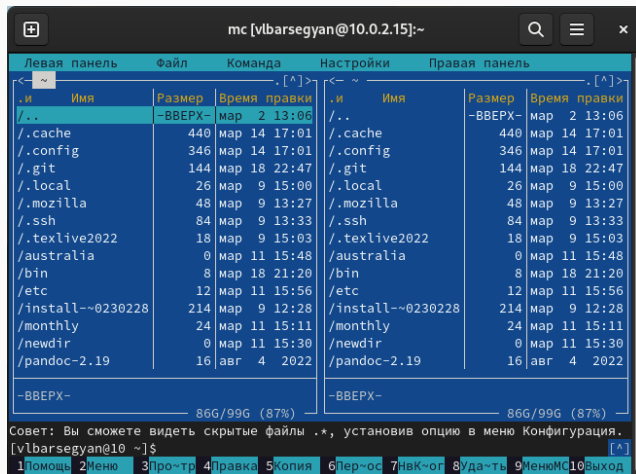 mc [vlbarsegyan@10.0.2.15]:~
Левая панель Файл Команда Настройки Правая панель
<— ~ .[^]> <— ~ .[^]>
.и Имя Размер Время правки .и Имя Размер Время правки
/.. -ВВЕРХ- мар 2 13:06 /.. -ВВЕРХ- мар 2 13:06
/.cache 440 мар 14 17:01 /.cache 440 мар 14 17:01
/.config 346 мар 14 17:01 /.config 346 мар 14 17:01
/.git 144 мар 18 22:47 /.git 144 мар 18 22:47
/.local 26 мар 9 15:00 /.local 26 мар 9 15:00
/.mozilla 48 мар 9 13:27 /.mozilla 48 мар 9 13:27
/.ssh 84 мар 9 13:33 /.ssh 84 мар 9 13:33
/.texlive2022 18 мар 9 15:03 /.texlive2022 18 мар 9 15:03
/australia 0 мар 11 15:48 /australia 0 мар 11 15:48
/bin 8 мар 18 21:20 /bin 8 мар 18 21:20
/etc 12 мар 11 15:56 /etc 12 мар 11 15:56
/install-~0230228 214 мар 9 12:28 /install-~0230228 214 мар 9 12:28
/monthly 24 мар 11 15:11 /monthly 24 мар 11 15:11
/newdir 0 мар 11 15:30 /newdir 0 мар 11 15:30
/pandoc-2.19 16 авг 4 2022 /pandoc-2.19 16 авг 4 2022
-ВВЕРХ- -ВВЕРХ-
86G/99G (87%) 86G/99G (87%)
Совет: Вы сможете видеть скрытые файлы .*, установив опцию в меню Конфигурация.
[vlbarsegyan@10 ~]$ [^]
1Помощь 2Меню 3Про~тр 4Правка 5Копия 6Пер~ос 7НвК~ог 8Уда~ть 9МенюMC 10Выход